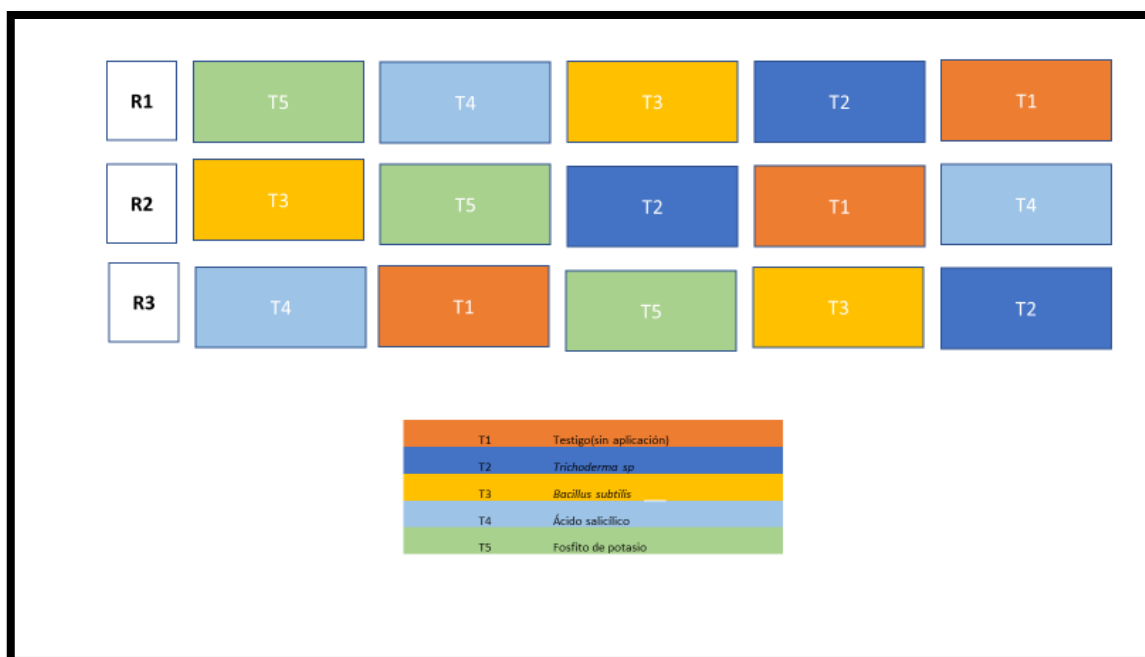 R1 T5 T4 T3 T2 T1
R2 T3 T5 T2 T1 T4
R3 T4 T1 T5 T3 T2
T1 Testigo(sin aplicación)
T2 Trichoderma sp
T3 Bacillus subtilis
T4 Ácido salicílico
T5 Fosfito de potasio